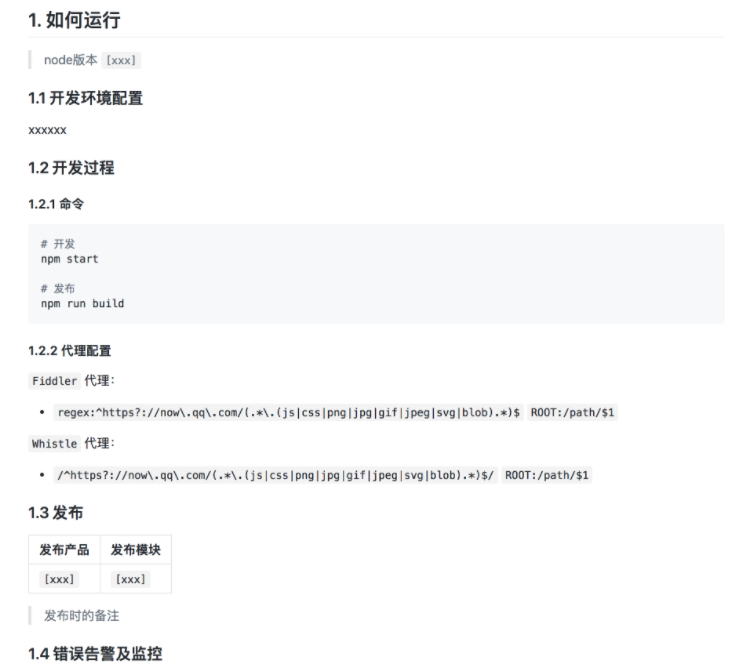 1. 如何运行
node版本 [xxx]
1.1 开发环境配置
xxxxxx
1.2 开发过程
1.2.1 命令
# 开发
npm start
# 发布
npm run build
1.2.2 代理配置
Fiddler 代理：
• regex:^https?://now\.qq\.com/(.*\.(js|css|png|jpg|gif|jpeg|svg|blob).*)$ ROOT:/path/$1
Whistle 代理：
• /^https?://now\.qq\.com/(.*\.(js|css|png|jpg|gif|jpeg|svg|blob).*)$/ ROOT:/path/$1
1.3 发布
发布产品 发布模块
[xxx] [xxx]
发布时的备注
1.4 错误告警及监控